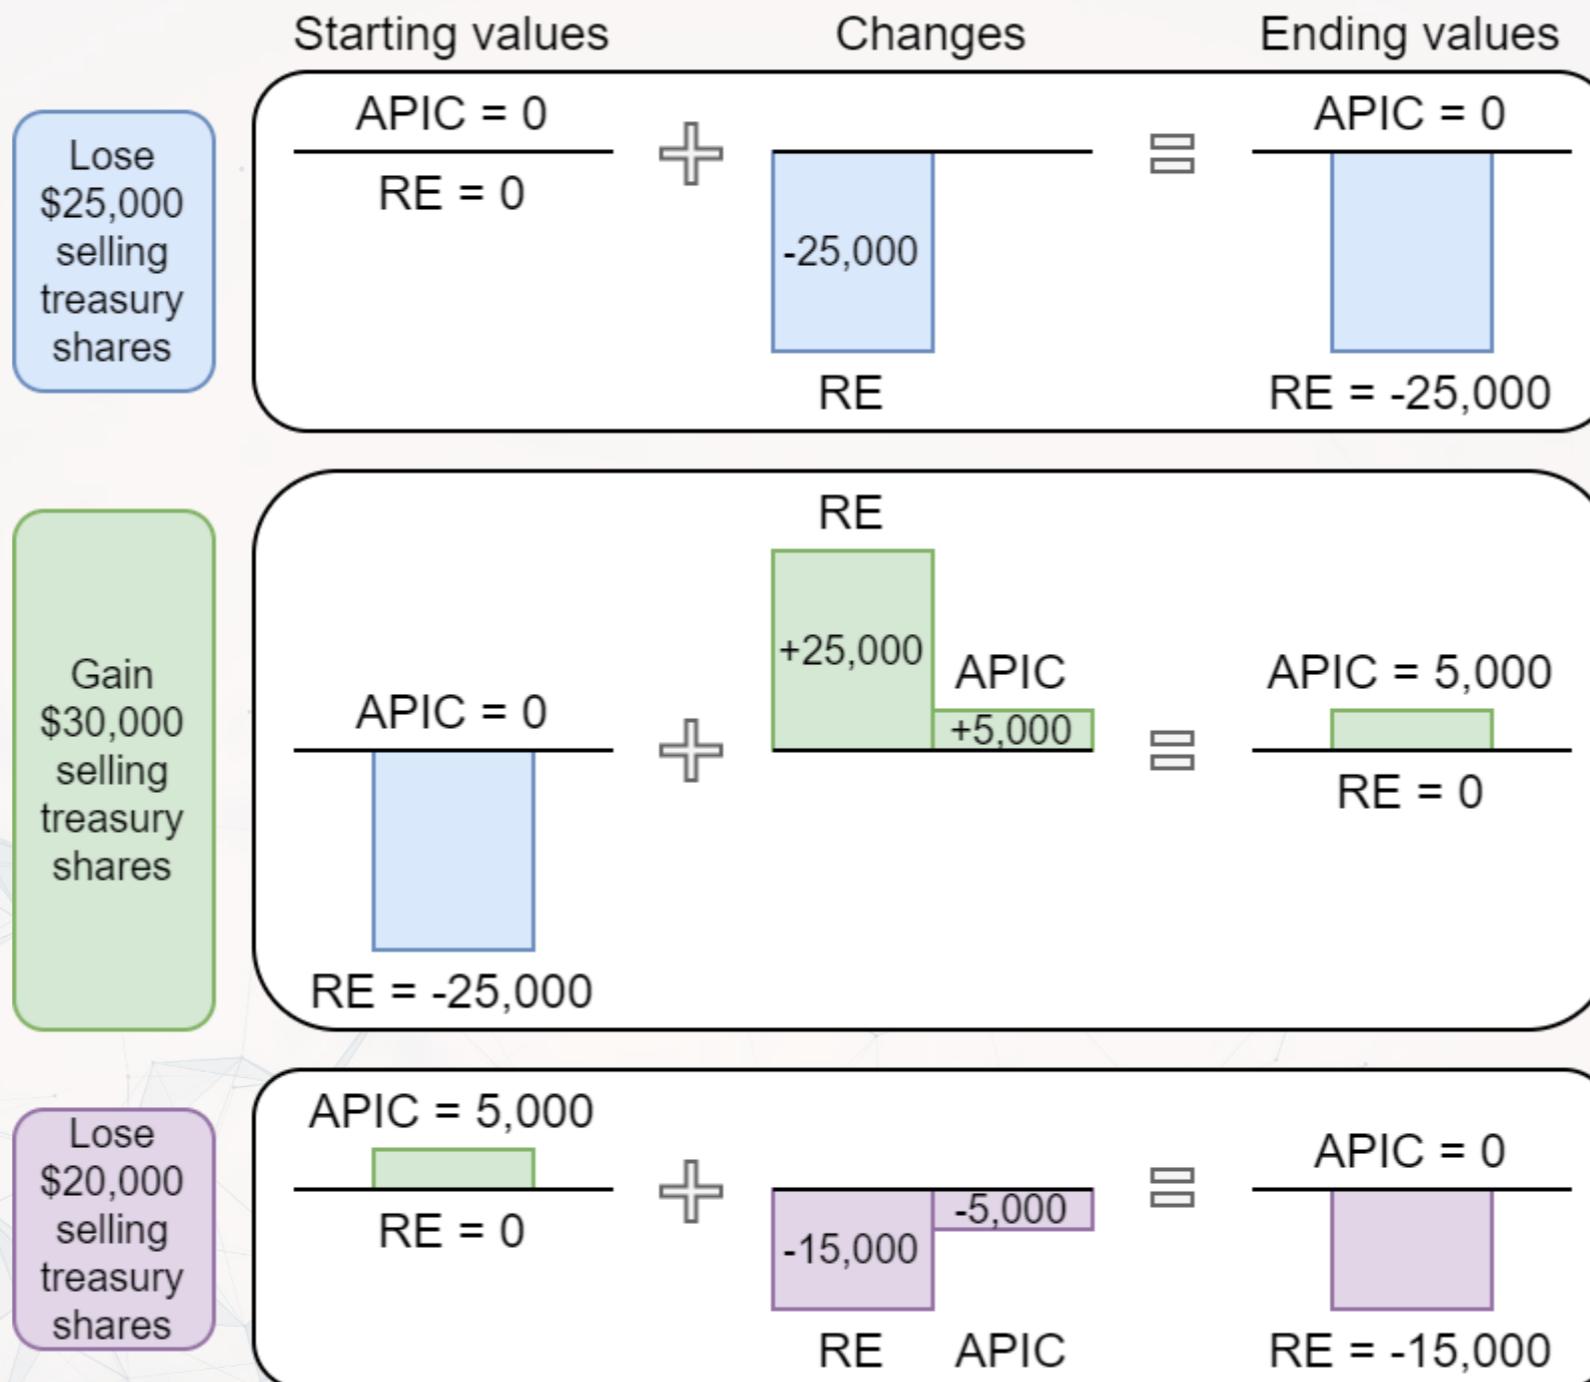 Starting values
Changes
Ending values
Lose
$25,000
selling
treasury
shares
APIC = 0
RE = 0
-25,000
RE
APIC = 0
RE = -25,000
Gain
$30,000
selling
treasury
shares
APIC = 0
RE = -25,000
RE
+25,000
APIC
+5,000
APIC = 5,000
RE = 0
Lose
$20,000
selling
treasury
shares
APIC = 5,000
RE = 0
-15,000
-5,000
RE
APIC
APIC = 0
RE = -15,000